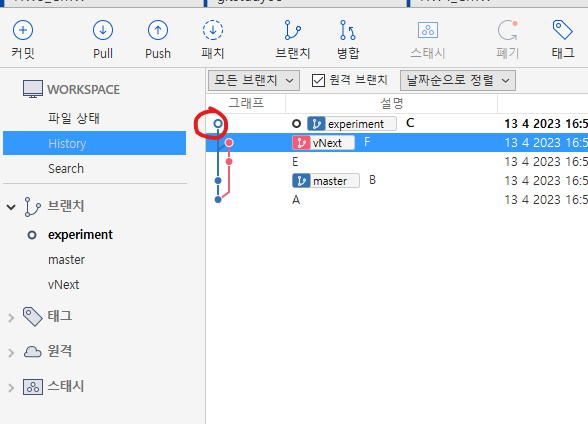 커밋 Pull Push 패치 브랜치 병합 스태시 폐기 태그
WORKSPACE
파일 상태
History
Search
브랜치
experiment
master
vNext
태그
원격
스태시
모든 브랜치 원격 브랜치 날짜순으로 정렬
그래프 설명
experiment C 13 4 2023 16:5
vNext F 13 4 2023 16:5
E 13 4 2023 16:5
master B 13 4 2023 16:5
A 13 4 2023 16:5